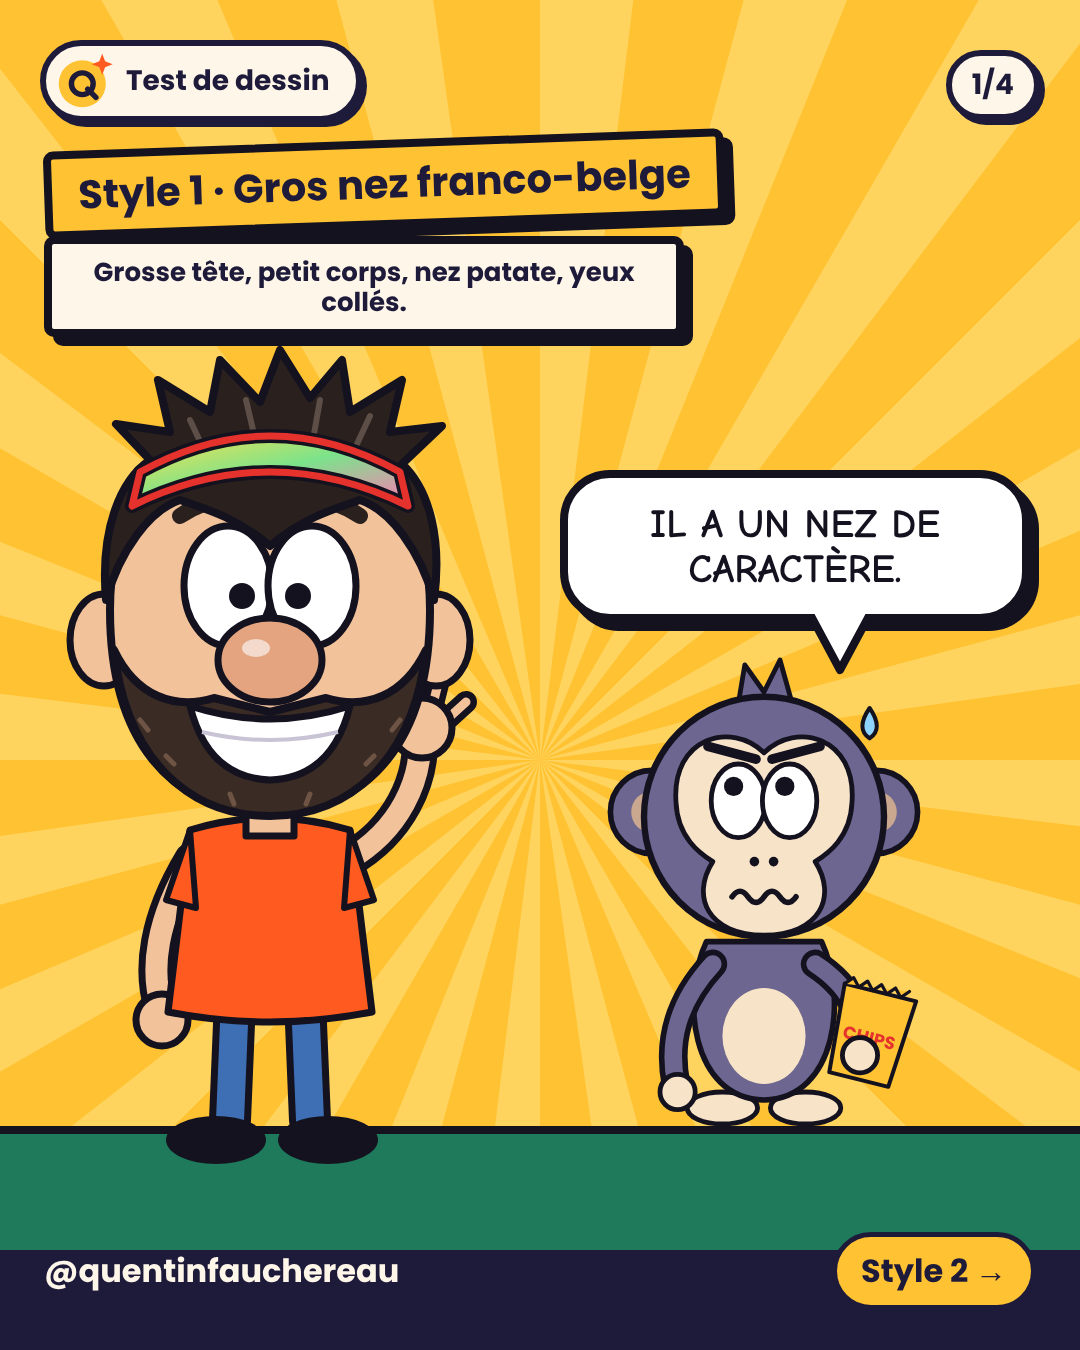 Test de dessin
1/4
Style 1 · Gros nez franco-belge
Grosse tête, petit corps, nez patate, yeux
collés.
IL A UN NEZ DE
CARACTÈRE.
CHIPS
@quentinfauchereau
Style 2 →